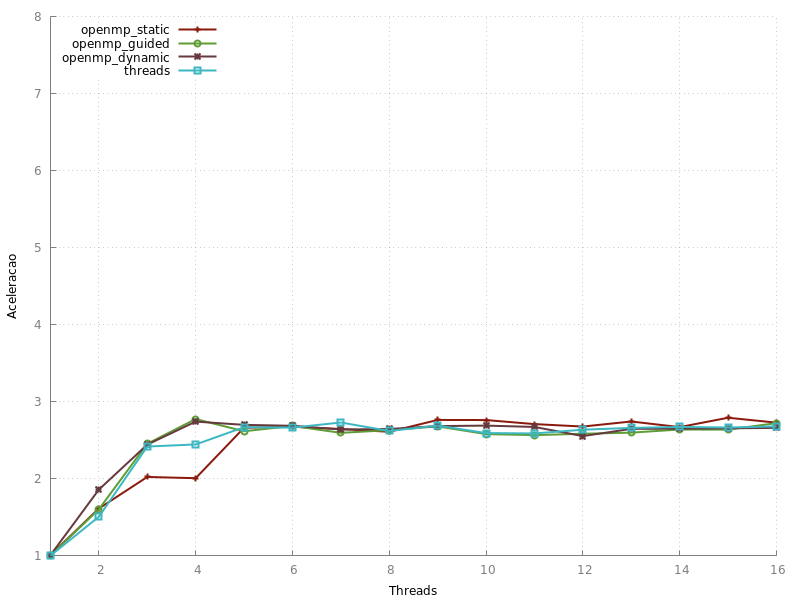 openmp_static
openmp_guided
openmp_dynamic
threads
8
7
6
5
4
3
2
1
Aceleracao
2 4 6 8 10 12 14 16
Threads